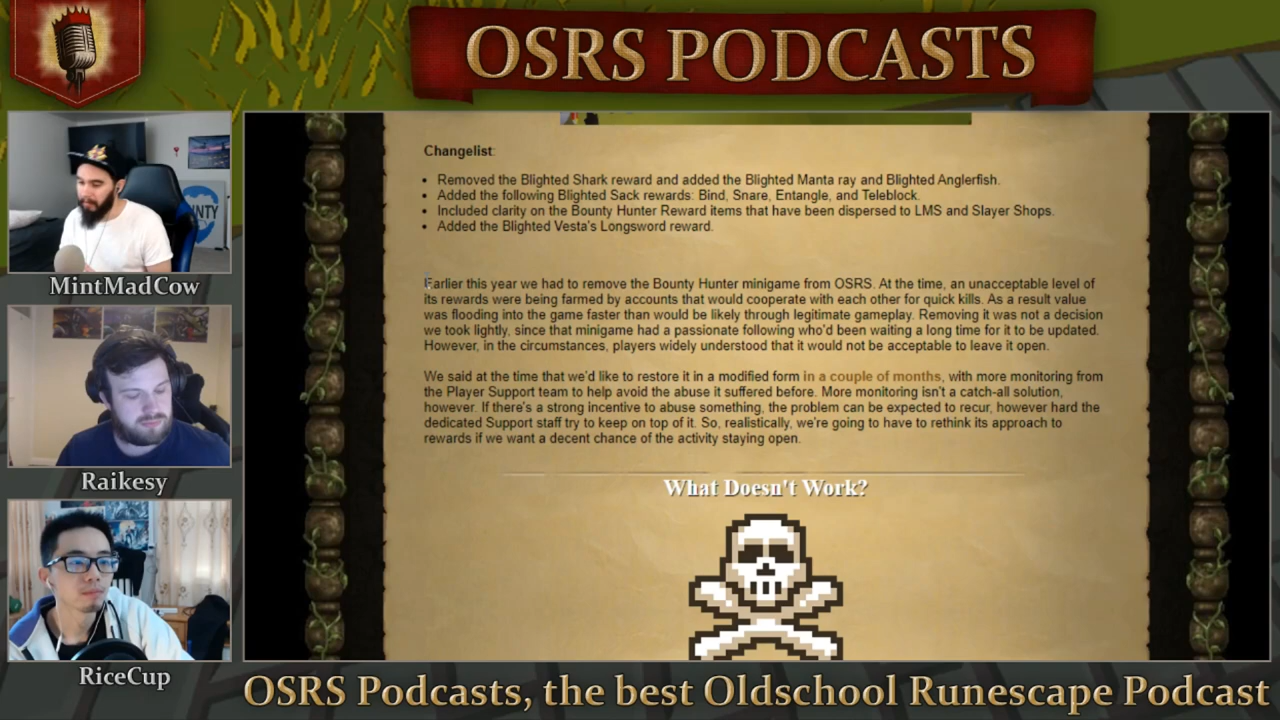 OSRS PODCASTS
MintMadCow
Raikesy
RiceCup
Changelist:
Removed the Blighted Shark reward and added the Blighted Manta ray and Blighted Anglerfish.
Added the following Blighted Sack rewards: Bind, Snare, Entangle, and Teleblock.
Included clarity on the Bounty Hunter Reward items that have been dispersed to LMS and Slayer Shops.
Added the Blighted Vesta's Longsword reward.
Earlier this year we had to remove the Bounty Hunter minigame from OSRS. At the time, an unacceptable level of
its rewards were being farmed by accounts that would cooperate with each other for quick kills. As a result value
was flooding into the game faster than would be likely through legitimate gameplay. Removing it was not a decision
we took lightly, since that minigame had a passionate following who'd been waiting a long time for it to be updated.
However, in the circumstances, players widely understood that it would not be acceptable to leave it open.
We said at the time that we'd like to restore it in a modified form in a couple of months, with more monitoring from
the Player Support team to help avoid the abuse it suffered before. More monitoring isn't a catch-all solution,
however. If there's a strong incentive to abuse something, the problem can be expected to recur, however hard the
dedicated Support staff try to keep on top of it. So, realistically, we're going to have to rethink its approach to
rewards if we want a decent chance of the activity staying open.
What Doesn't Work?
OSRS Podcasts, the best Oldschool Runescape Podcast